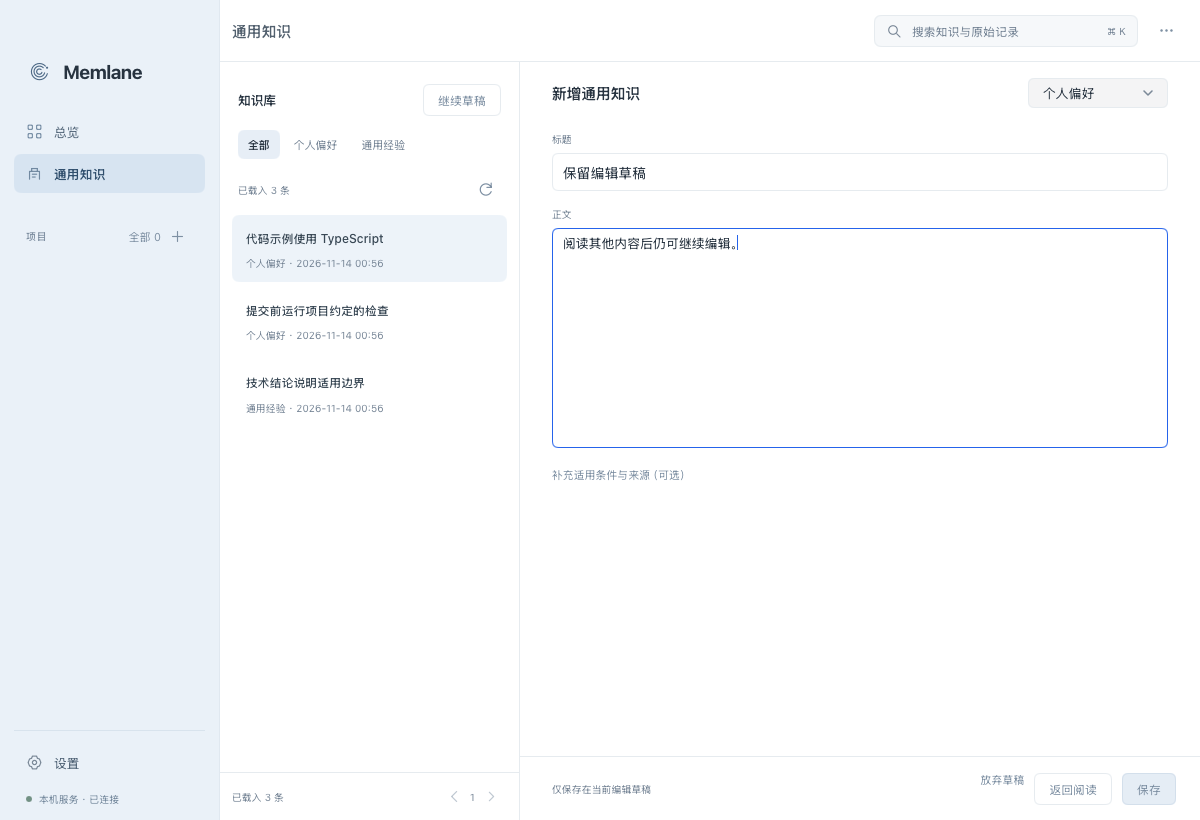 Memlane
总览
通用知识
项目
全部 0
设置
本机服务 · 已连接
通用知识
搜索知识与原始记录
⌘ K
知识库
继续草稿
全部
个人偏好
通用经验
已载入 3 条
代码示例使用 TypeScript
个人偏好 · 2026-11-14 00:56
提交前运行项目约定的检查
个人偏好 · 2026-11-14 00:56
技术结论说明适用边界
通用经验 · 2026-11-14 00:56
已载入 3 条
1
新增通用知识
个人偏好
标题
保留编辑草稿
正文
阅读其他内容后仍可继续编辑。
补充适用条件与来源 (可选)
仅保存在当前编辑草稿
放弃草稿
返回阅读
保存